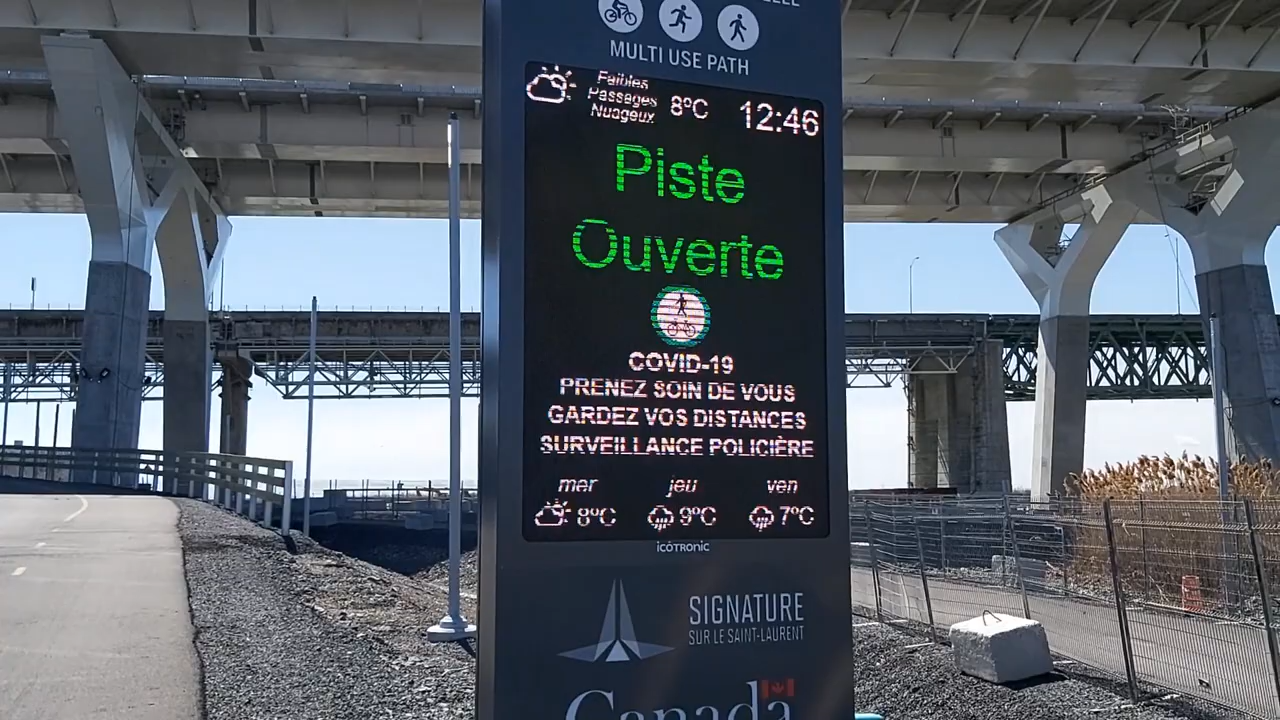 MULTI USE PATH
Faibles
Passages
Nuageux
8°C
12:46
Piste
Ouverte
COVID-19
PRENEZ SOIN DE VOUS
GARDEZ VOS DISTANCES
SURVEILLANCE POLICIÈRE
mer jeu ven
8°C 9°C 7°C
icôtronic
SIGNATURE
SUR LE SAINT-LAURENT
Canada